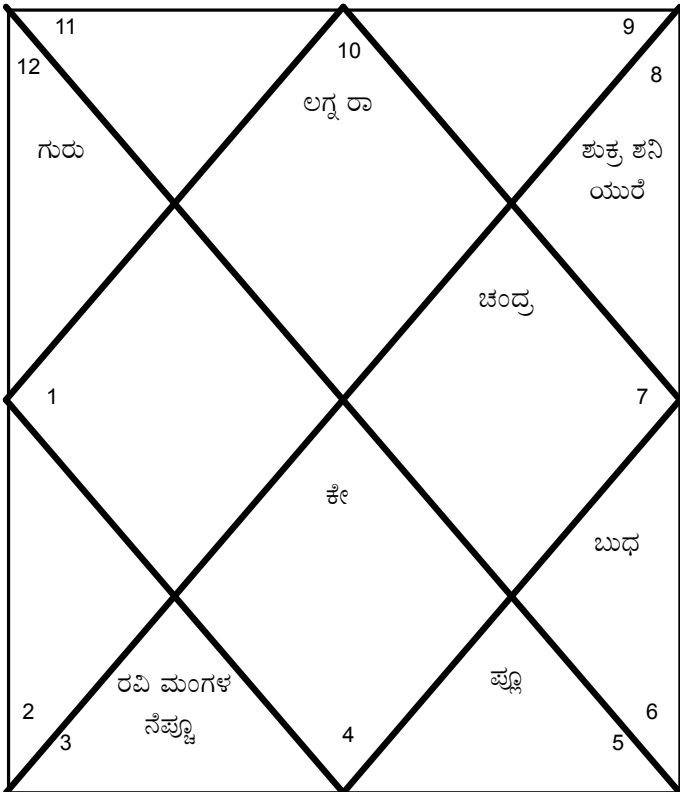 11
9
12
10
8
ಲಗ್ನ ರಾ
ಗುರು
ಶುಕ್ರ ಶನಿ
ಯುರೆ
ಚಂದ್ರ
1
7
ಕೇ
ಬುಧ
ರವಿ ಮಂಗಳ
ನೆಪ್ಚೂ
ಪ್ಲೂ
2
3
4
5
6